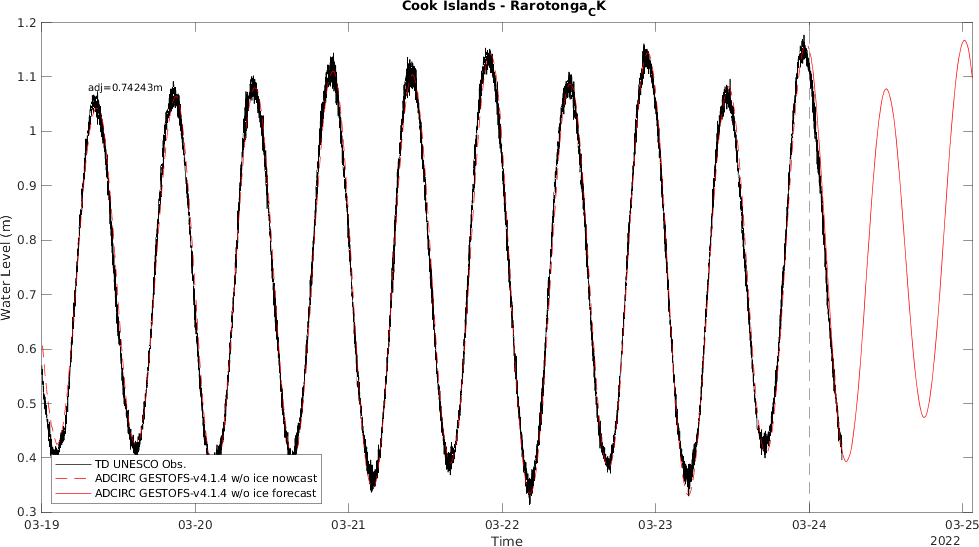 Cook Islands - Rarotonga_CK
1.2
1.1
1
0.9
0.8
0.7
0.6
0.5
0.4
0.3
Water Level (m)
adj=0.74243m
TD UNESCO Obs.
ADCIRC GESTOFS-v4.1.4 w/o ice nowcast
ADCIRC GESTOFS-v4.1.4 w/o ice forecast
03-19 03-20 03-21 03-22 03-23 03-24 03-25
Time
2022